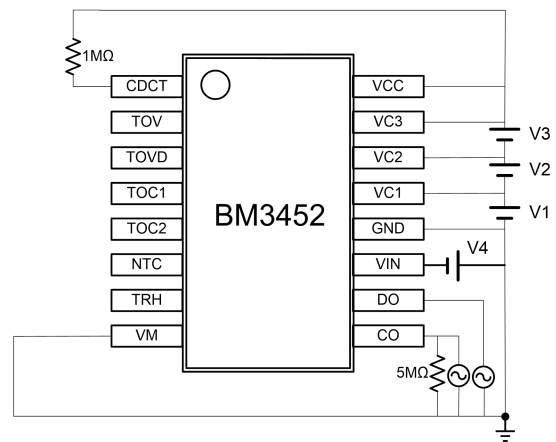 1MΩ
CDCT
VCC
TOV
VC3
V3
TOVD
VC2
V2
TOC1
VC1
V1
BM3452
TOC2
GND
V4
NTC
VIN
TRH
DO
VM
CO
5MΩ